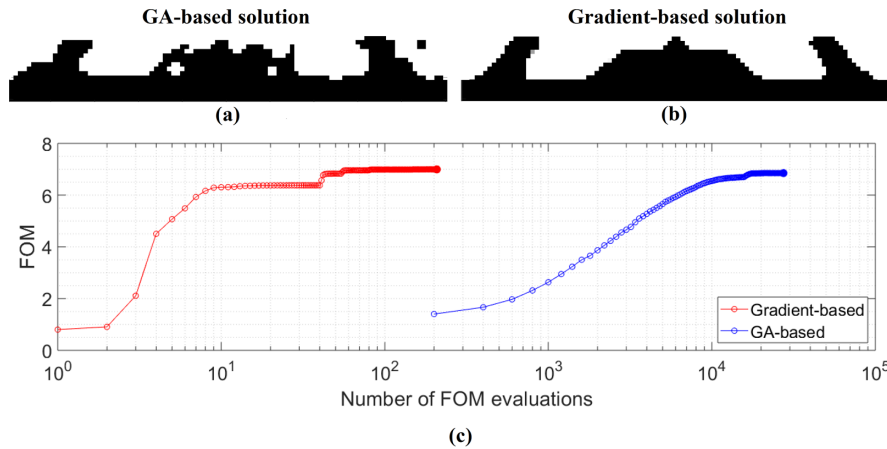 GA-based solution
Gradient-based solution
(a)
(b)
8
6
4
2
0
FOM
10^0
10^1
10^2
10^3
10^4
10^5
Number of FOM evaluations
Gradient-based
GA-based
(c)